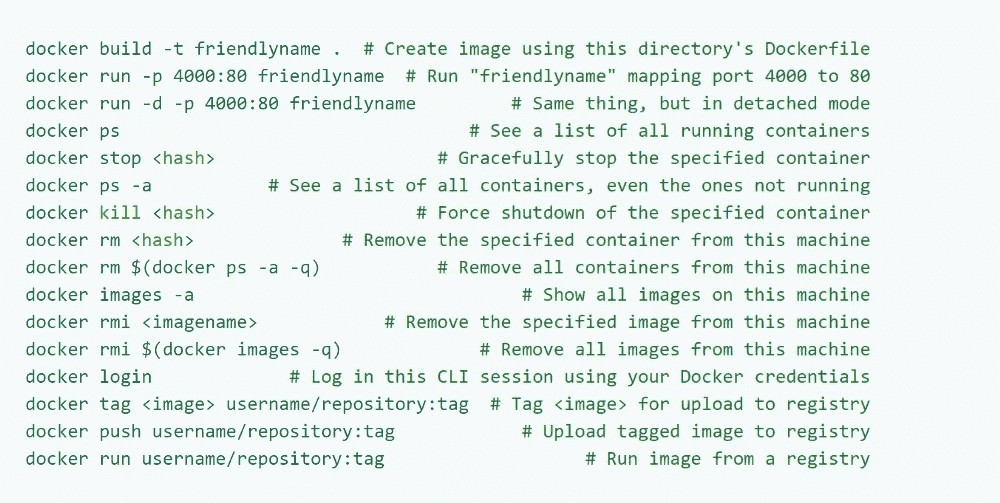 docker build -t friendlyname .  # Create image using this directory's Dockerfile
docker run -p 4000:80 friendlyname  # Run "friendlyname" mapping port 4000 to 80
docker run -d -p 4000:80 friendlyname         # Same thing, but in detached mode
docker ps                                 # See a list of all running containers
docker stop <hash>                     # Gracefully stop the specified container
docker ps -a           # See a list of all containers, even the ones not running
docker kill <hash>                   # Force shutdown of the specified container
docker rm <hash>              # Remove the specified container from this machine
docker rm $(docker ps -a -q)           # Remove all containers from this machine
docker images -a                               # Show all images on this machine
docker rmi <imagename>            # Remove the specified image from this machine
docker rmi $(docker images -q)             # Remove all images from this machine
docker login             # Log in this CLI session using your Docker credentials
docker tag <image> username/repository:tag  # Tag <image> for upload to registry
docker push username/repository:tag            # Upload tagged image to registry
docker run username/repository:tag                   # Run image from a registry